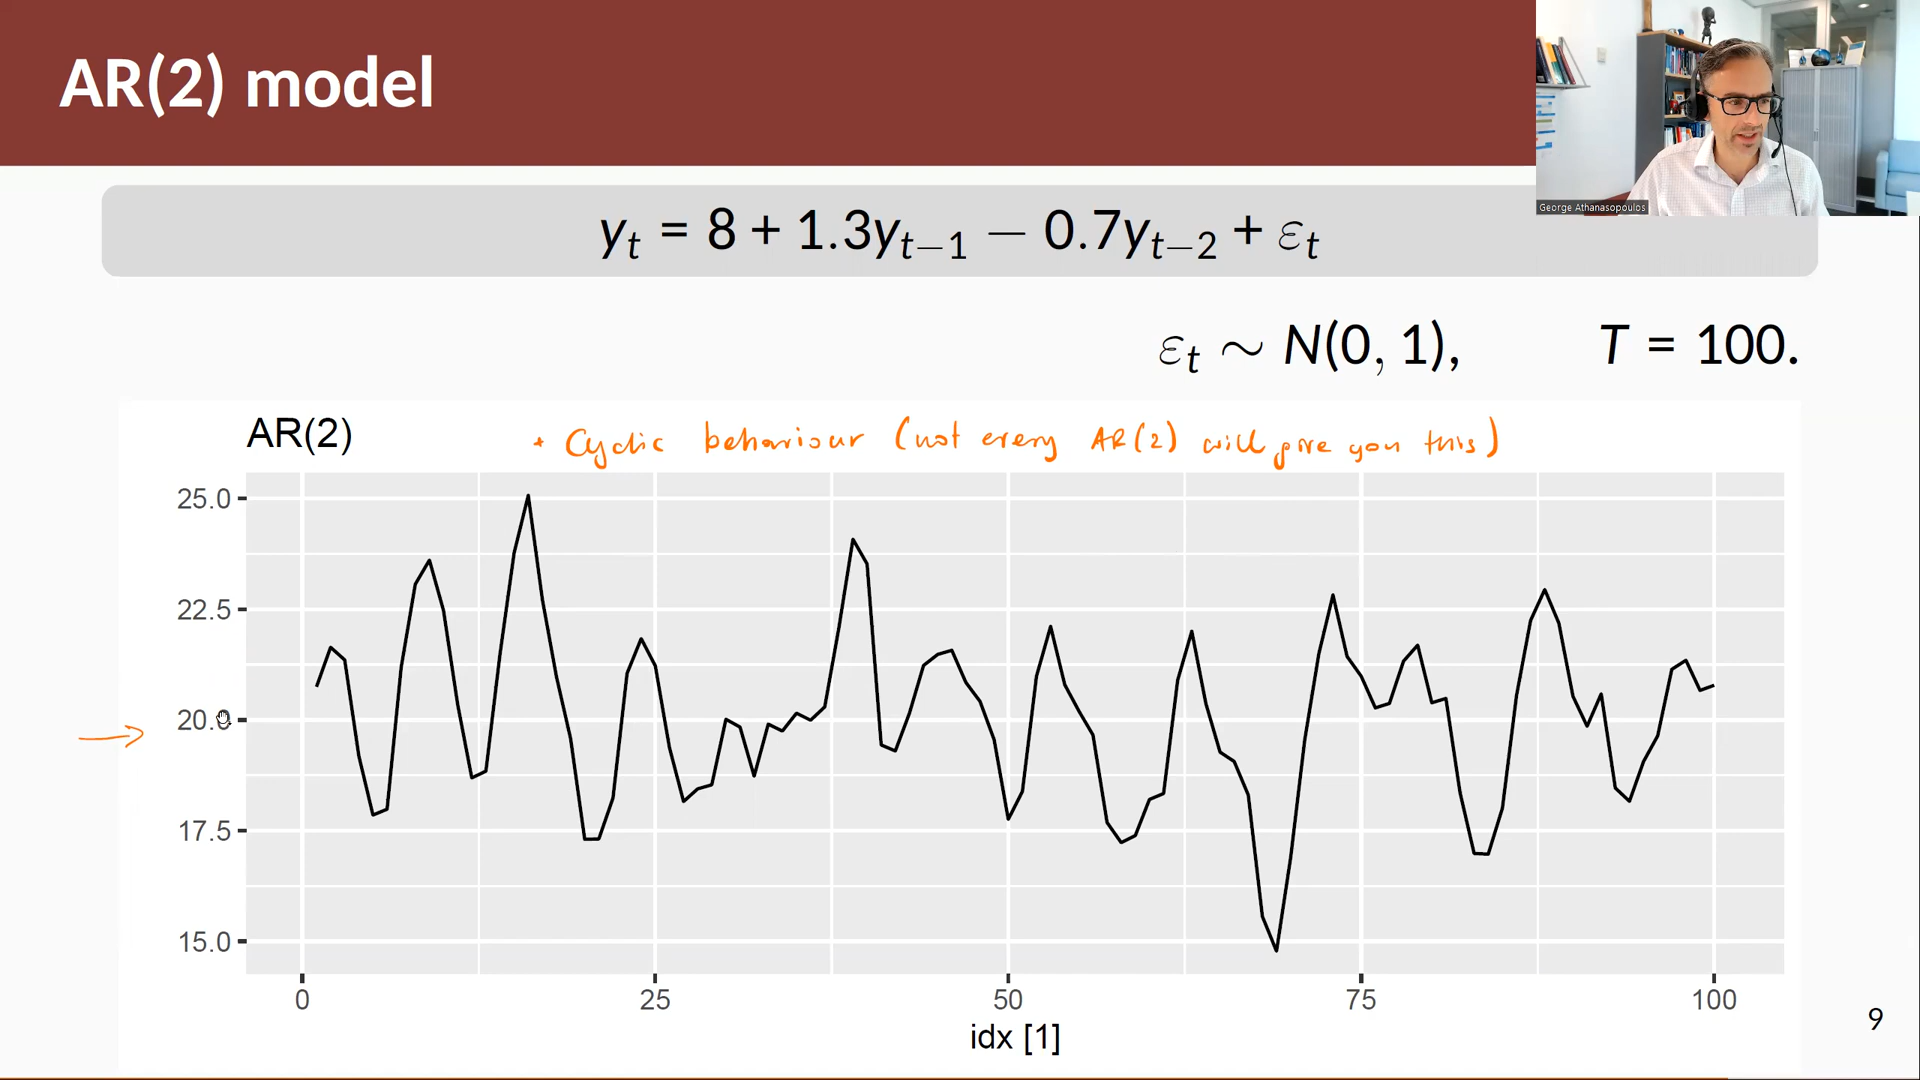 AR(2) model
George Athanasopoulos
yₜ = 8 + 1.3yₜ₋₁ − 0.7yₜ₋₂ + εₜ
εₜ ∼ N(0, 1), T = 100.
AR(2)
* Cyclic behaviour (not every AR(2) will give you this)
25.0
22.5
20.0
17.5
15.0
0 25 50 75 100
idx [1]
9